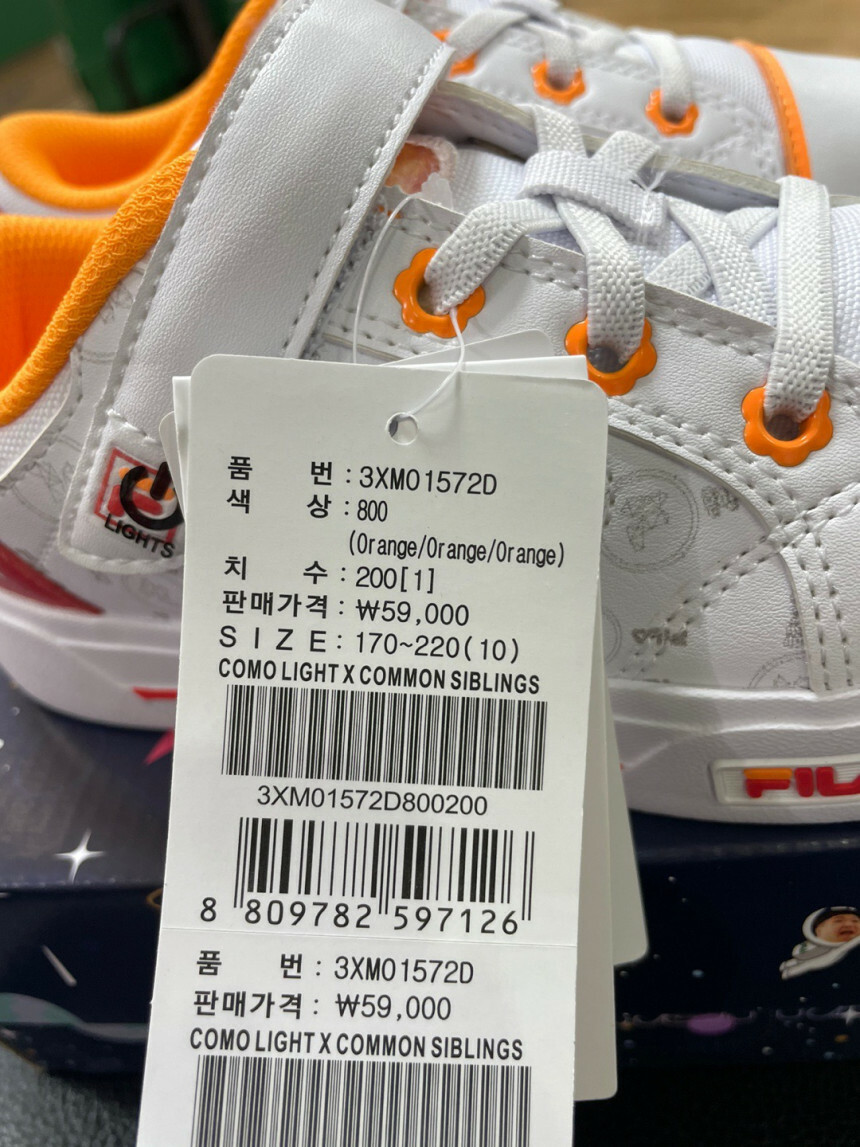 품 번 : 3XM01572D
색 상 : 800
(Orange/Orange/Orange)
치 수 : 200[1]
판매가격 : ₩59,000
S I Z E : 170~220(10)
COMO LIGHT X COMMON SIBLINGS
3XM01572D800200
8 809782 597126
품 번 : 3XM01572D
판매가격 : ₩59,000
COMO LIGHT X COMMON SIBLINGS
LIGHTS
FILA